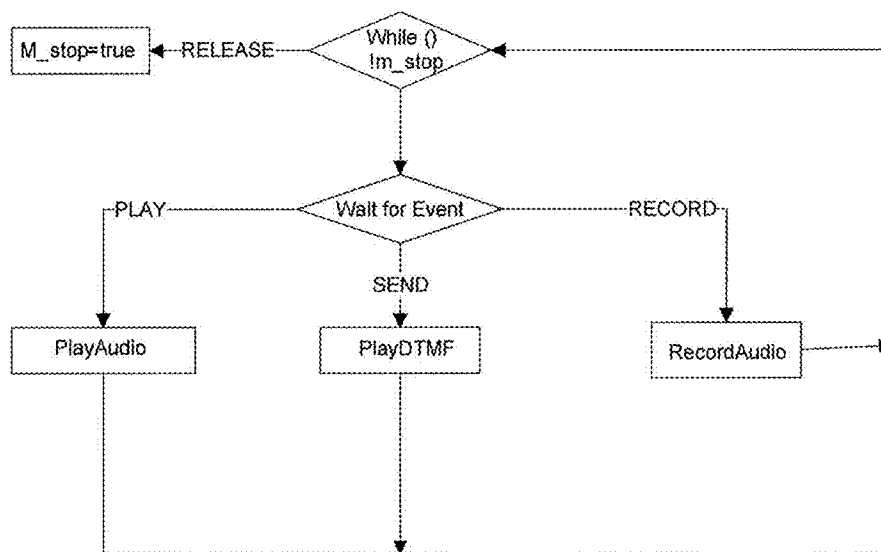 While ()
!m_stop
RELEASE
M_stop=true
Wait for Event
PLAY
RECORD
SEND
PlayAudio
PlayDTMF
RecordAudio